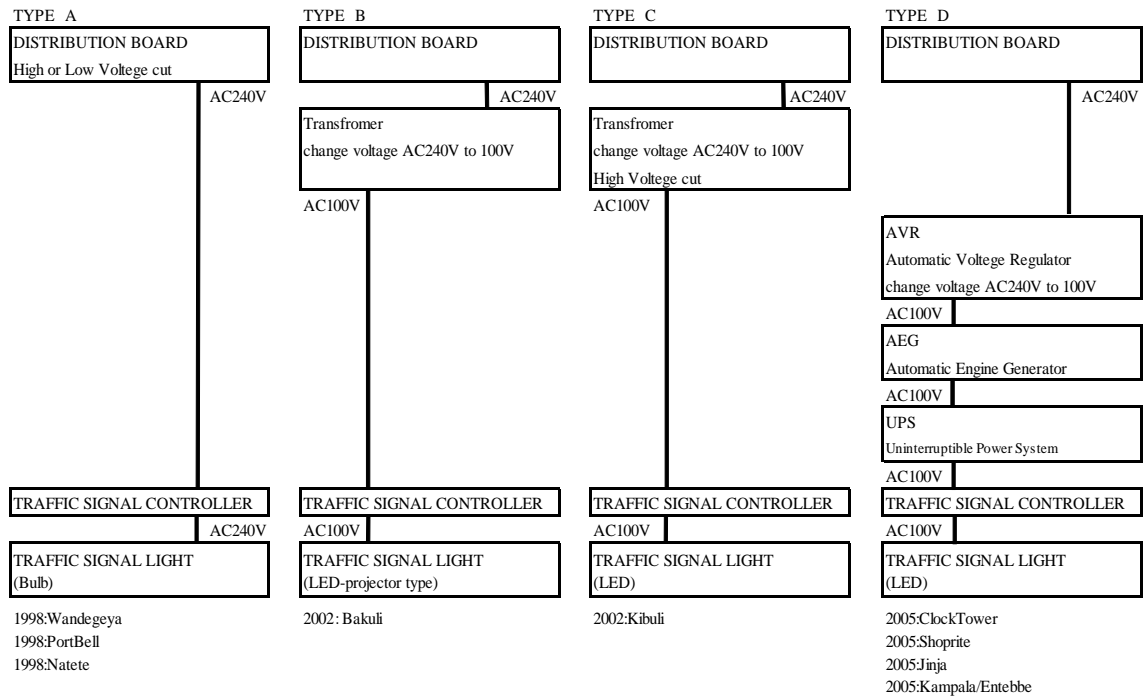 TYPE A
DISTRIBUTION BOARD
High or Low Voltege cut
AC240V
TRAFFIC SIGNAL CONTROLLER
AC240V
TRAFFIC SIGNAL LIGHT
(Bulb)
1998:Wandegeya
1998:PortBell
1998:Natete
TYPE B
DISTRIBUTION BOARD
AC240V
Transfromer
change voltage AC240V to 100V
AC100V
TRAFFIC SIGNAL CONTROLLER
AC100V
TRAFFIC SIGNAL LIGHT
(LED-projector type)
2002: Bakuli
TYPE C
DISTRIBUTION BOARD
AC240V
Transfromer
change voltage AC240V to 100V
High Voltege cut
AC100V
TRAFFIC SIGNAL CONTROLLER
AC100V
TRAFFIC SIGNAL LIGHT
(LED)
2002:Kibuli
TYPE D
DISTRIBUTION BOARD
AC240V
AVR
Automatic Voltege Regulator
change voltage AC240V to 100V
AC100V
AEG
Automatic Engine Generator
AC100V
UPS
Uninterruptible Power System
AC100V
TRAFFIC SIGNAL CONTROLLER
AC100V
TRAFFIC SIGNAL LIGHT
(LED)
2005:ClockTower
2005:Shoprite
2005:Jinja
2005:Kampala/Entebbe